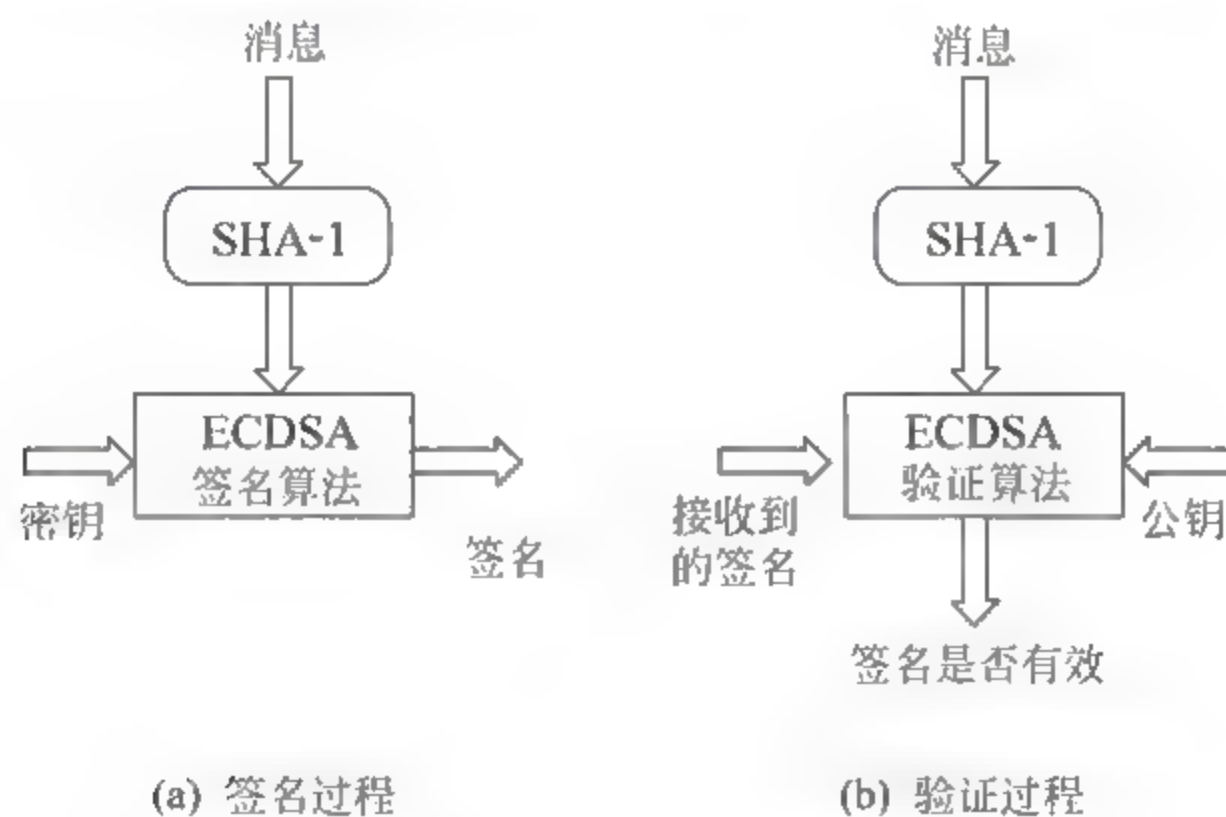 消息
SHA-1
ECDSA
签名算法
密钥
签名
(a) 签名过程
消息
SHA-1
ECDSA
验证算法
接收到
的签名
公钥
签名是否有效
(b) 验证过程